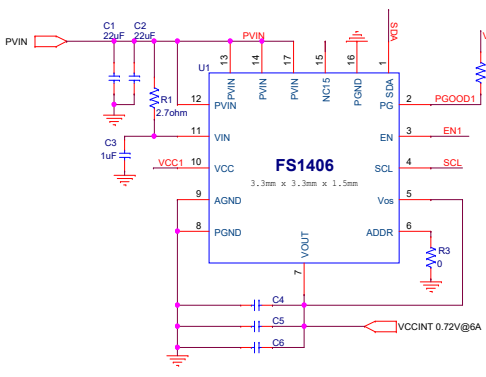 C1 C2
22uF 22uF
PVIN
PVIN
SDA
U1
13 14 17 15 16 1
PVIN PVIN PVIN NC15 PGND SDA
R1
2.7ohm
12 PVIN
PG 2 PGOOD1
11 VIN
EN 3 EN1
C3
1uF
VCC1 10 VCC
SCL 4 SCL
FS1406
3.3mm x 3.3mm x 1.5mm
9 AGND
Vos 5
8 PGND
ADDR 6
VOUT
7
R3
0
C4
C5
C6
VCCINT 0.72V@6A